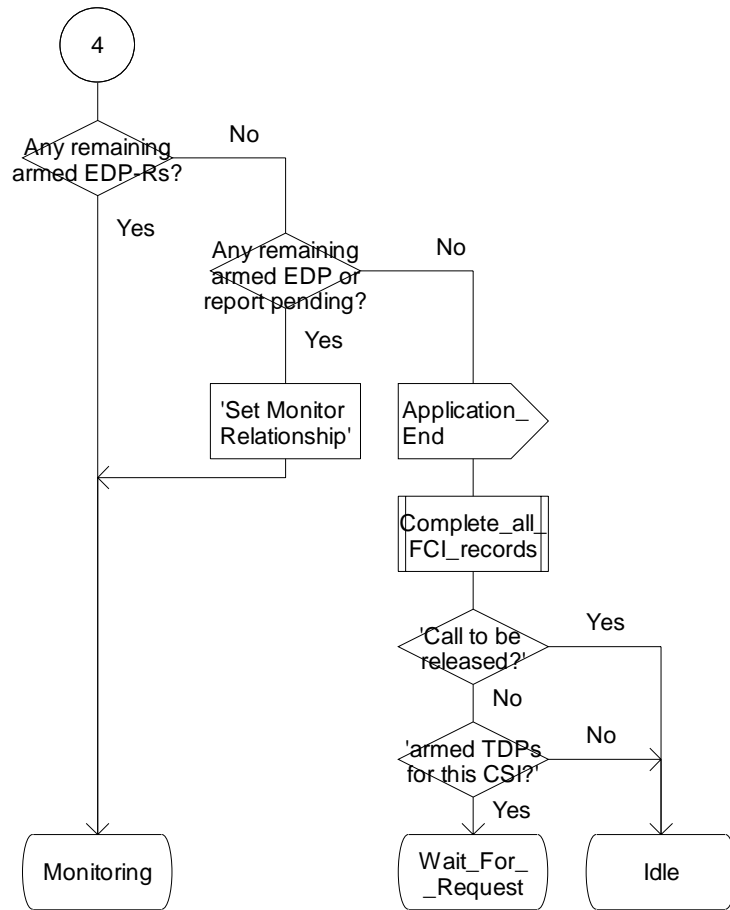 4
Any remaining
armed EDP-Rs?
No
Yes
Any remaining
armed EDP or
report pending?
No
Yes
'Set Monitor
Relationship'
Application_
End
Complete_all_
FCI_records
'Call to be
released?'
Yes
No
'armed TDPs
for this CSI?'
No
Yes
Monitoring
Wait_For_
_Request
Idle